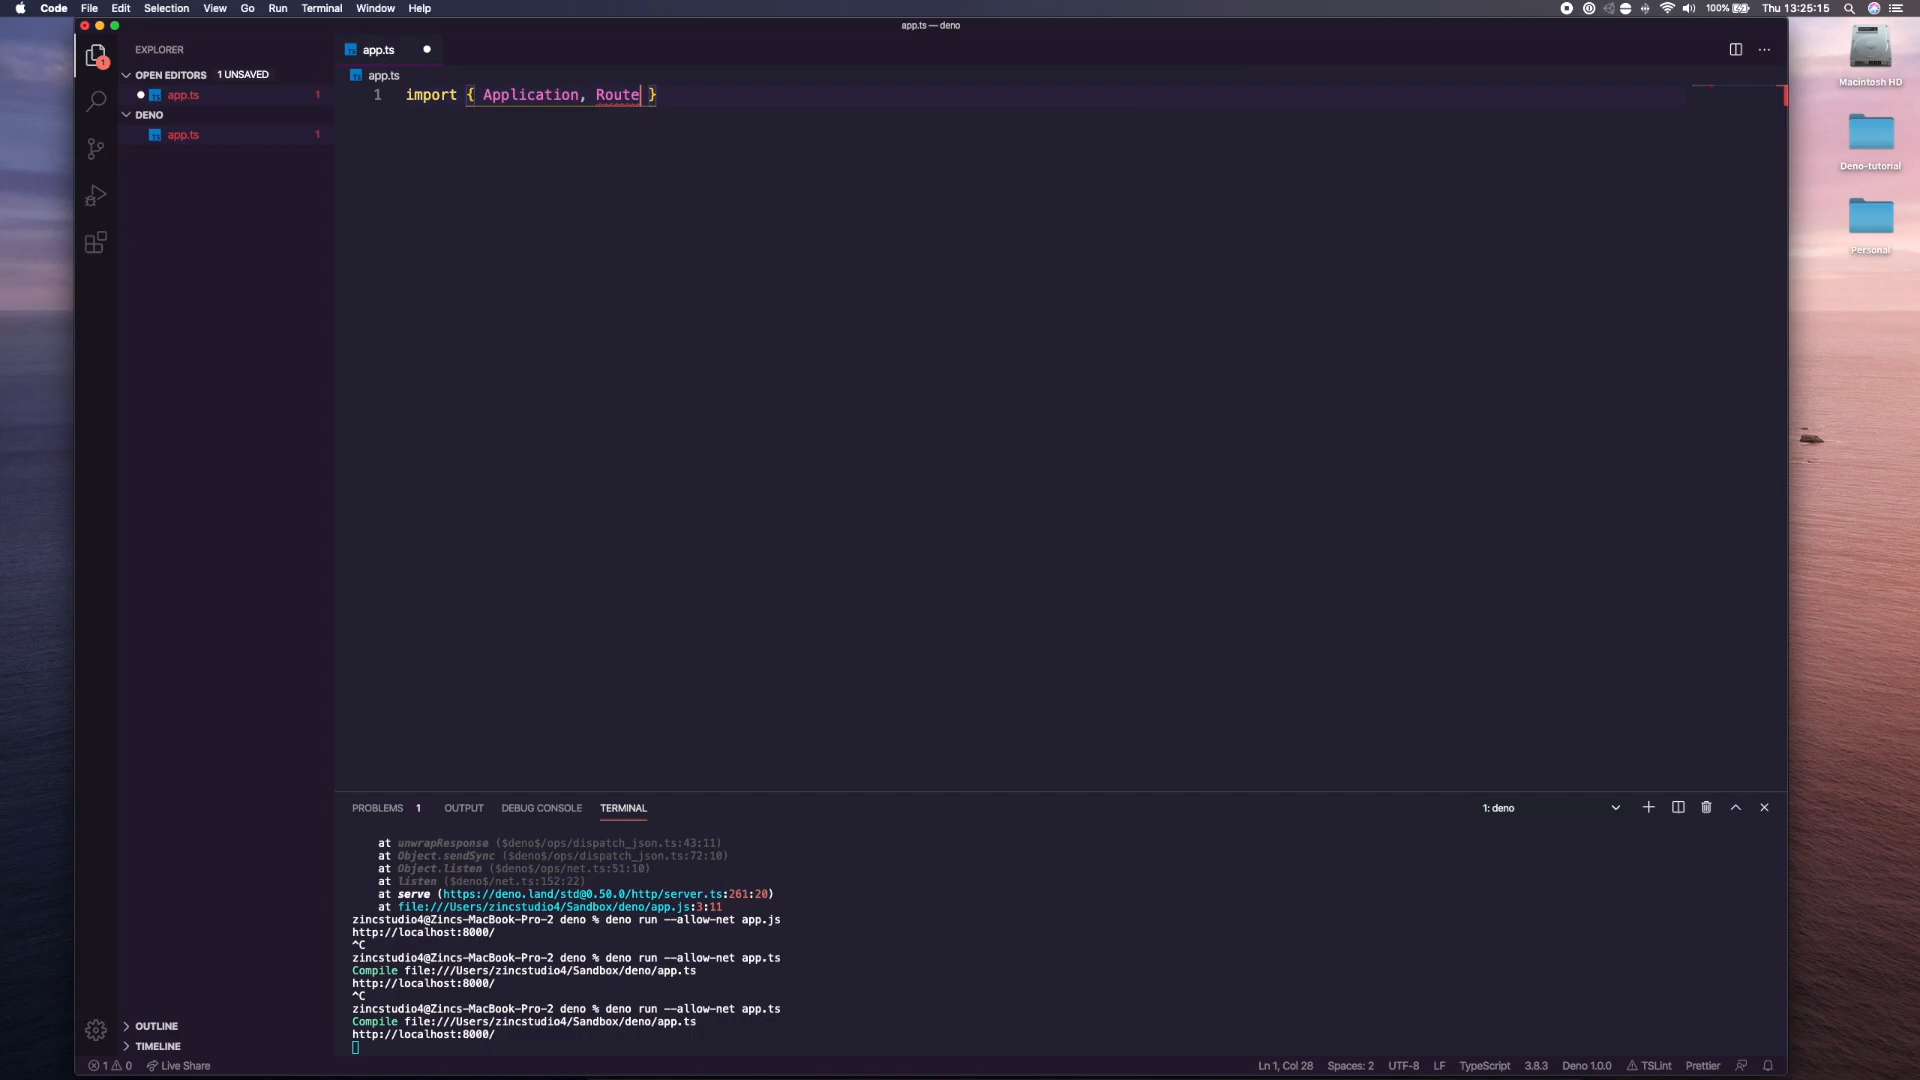 Code File Edit Selection View Go Run Terminal Window Help
100% Thu 13:25:15
app.ts — deno
Macintosh HD
Deno-tutorial
Personal
EXPLORER
OPEN EDITORS 1 UNSAVED
app.ts 1
DENO
app.ts 1
OUTLINE
TIMELINE
1
app.ts
app.ts
1 import { Application, Route }
PROBLEMS 1 OUTPUT DEBUG CONSOLE TERMINAL
1: deno
at unwrapResponse ($deno$/ops/dispatch_json.ts:43:11)
at Object.sendSync ($deno$/ops/dispatch_json.ts:72:10)
at Object.listen ($deno$/ops/net.ts:51:10)
at listen ($deno$/net.ts:152:22)
at serve (https://deno.land/std@0.50.0/http/server.ts:261:20)
at file:///Users/zincstudio4/Sandbox/deno/app.js:3:11
zincstudio4@Zincs-MacBook-Pro-2 deno % deno run --allow-net app.js
http://localhost:8000/
^C
zincstudio4@Zincs-MacBook-Pro-2 deno % deno run --allow-net app.ts
Compile file:///Users/zincstudio4/Sandbox/deno/app.ts
http://localhost:8000/
^C
zincstudio4@Zincs-MacBook-Pro-2 deno % deno run --allow-net app.ts
Compile file:///Users/zincstudio4/Sandbox/deno/app.ts
http://localhost:8000/
1 0 Live Share
Ln 1, Col 28 Spaces: 2 UTF-8 LF TypeScript 3.8.3 Deno 1.0.0 TSLint Prettier